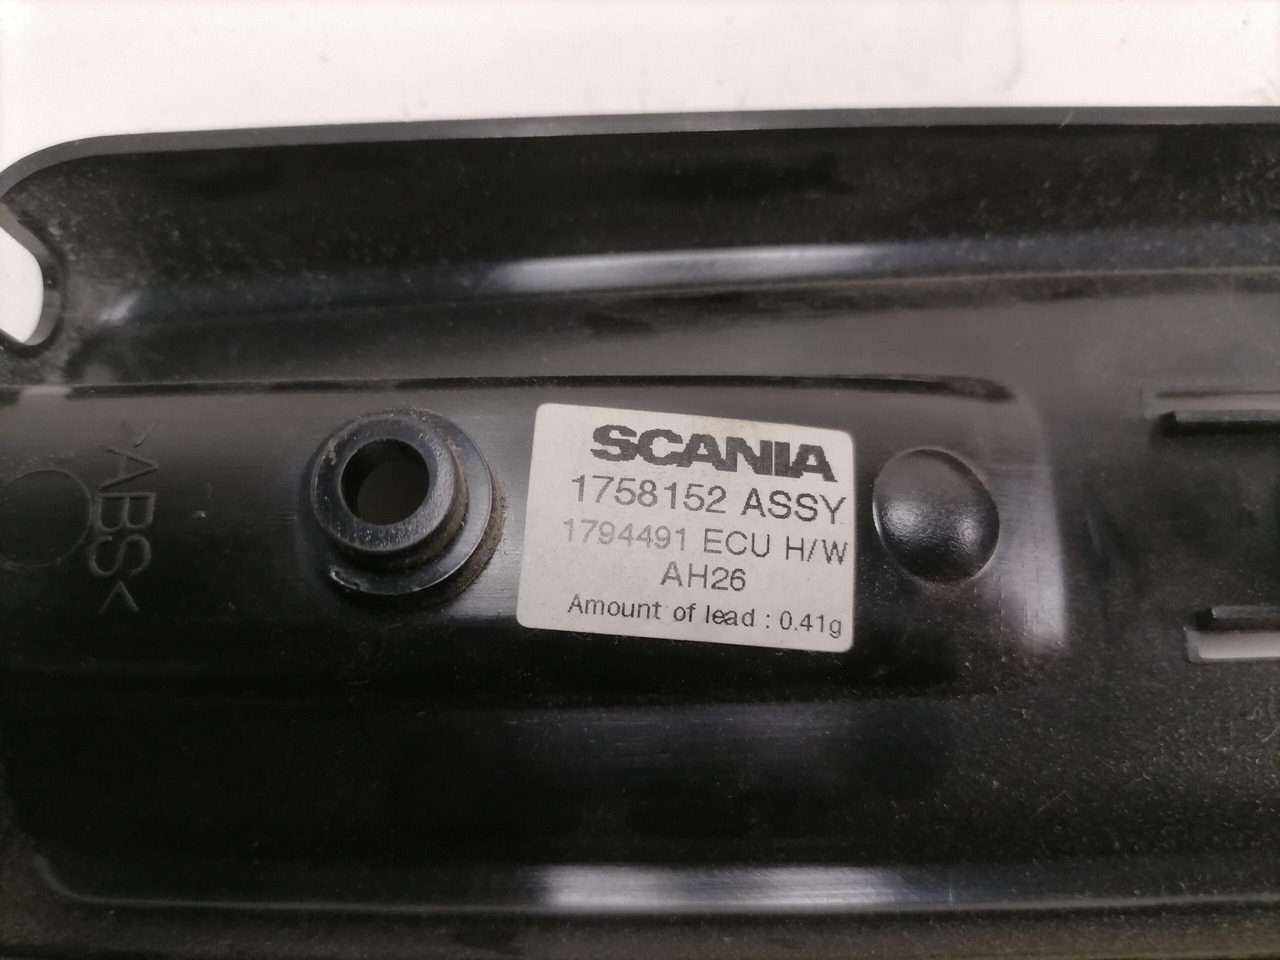 SCANIA
1758152 ASSY
1794491 ECU H/W
AH26
Amount of lead : 0.41g
>ABS<